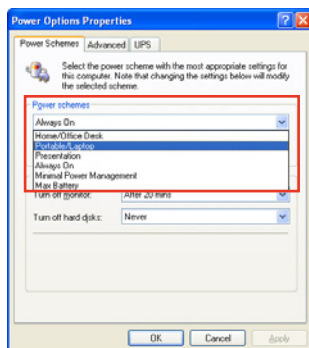 Power Options Properties
Power Schemes Advanced UPS
Select the power scheme with the most appropriate settings for
this computer. Note that changing the settings below will modify
the selected scheme.
Power schemes
Always On
Home/Office Desk
Portable/Laptop
Presentation
Always On
Minimal Power Management
Max Battery
Turn off monitor: After 20 mins
Turn off hard disks: Never
OK Cancel Apply